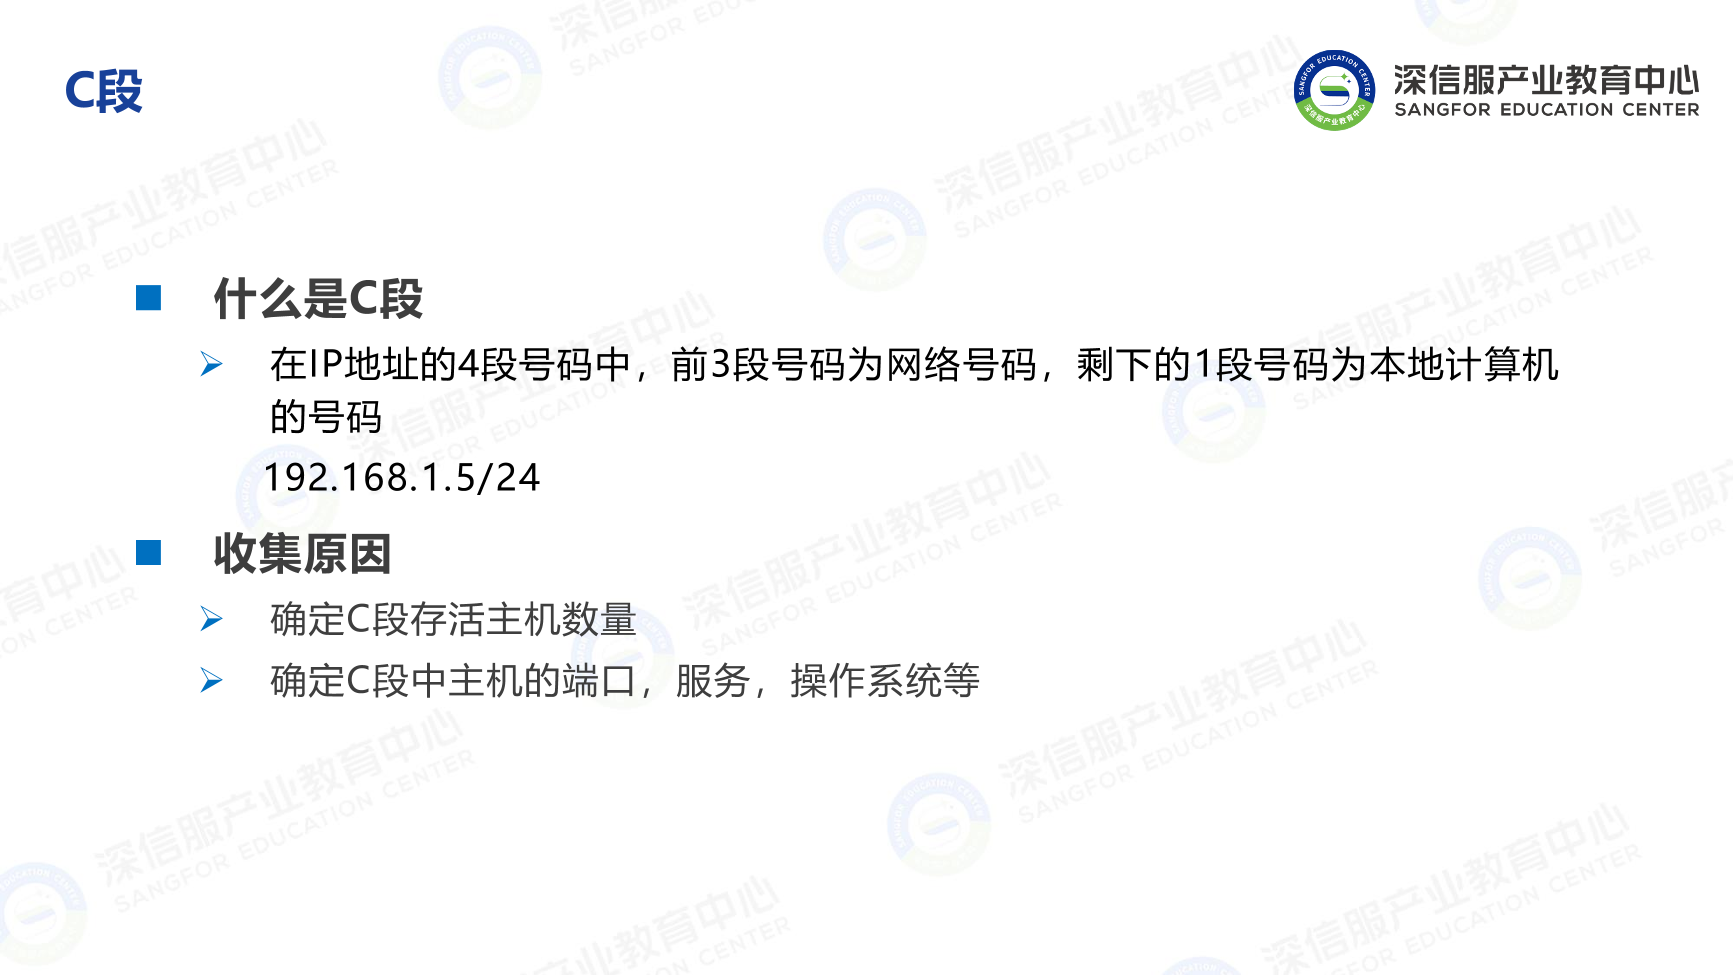 C段
深信服产业教育中心
SANGFOR EDUCATION CENTER
什么是C段
在IP地址的4段号码中，前3段号码为网络号码，剩下的1段号码为本地计算机
的号码
192.168.1.5/24
收集原因
确定C段存活主机数量
确定C段中主机的端口，服务，操作系统等